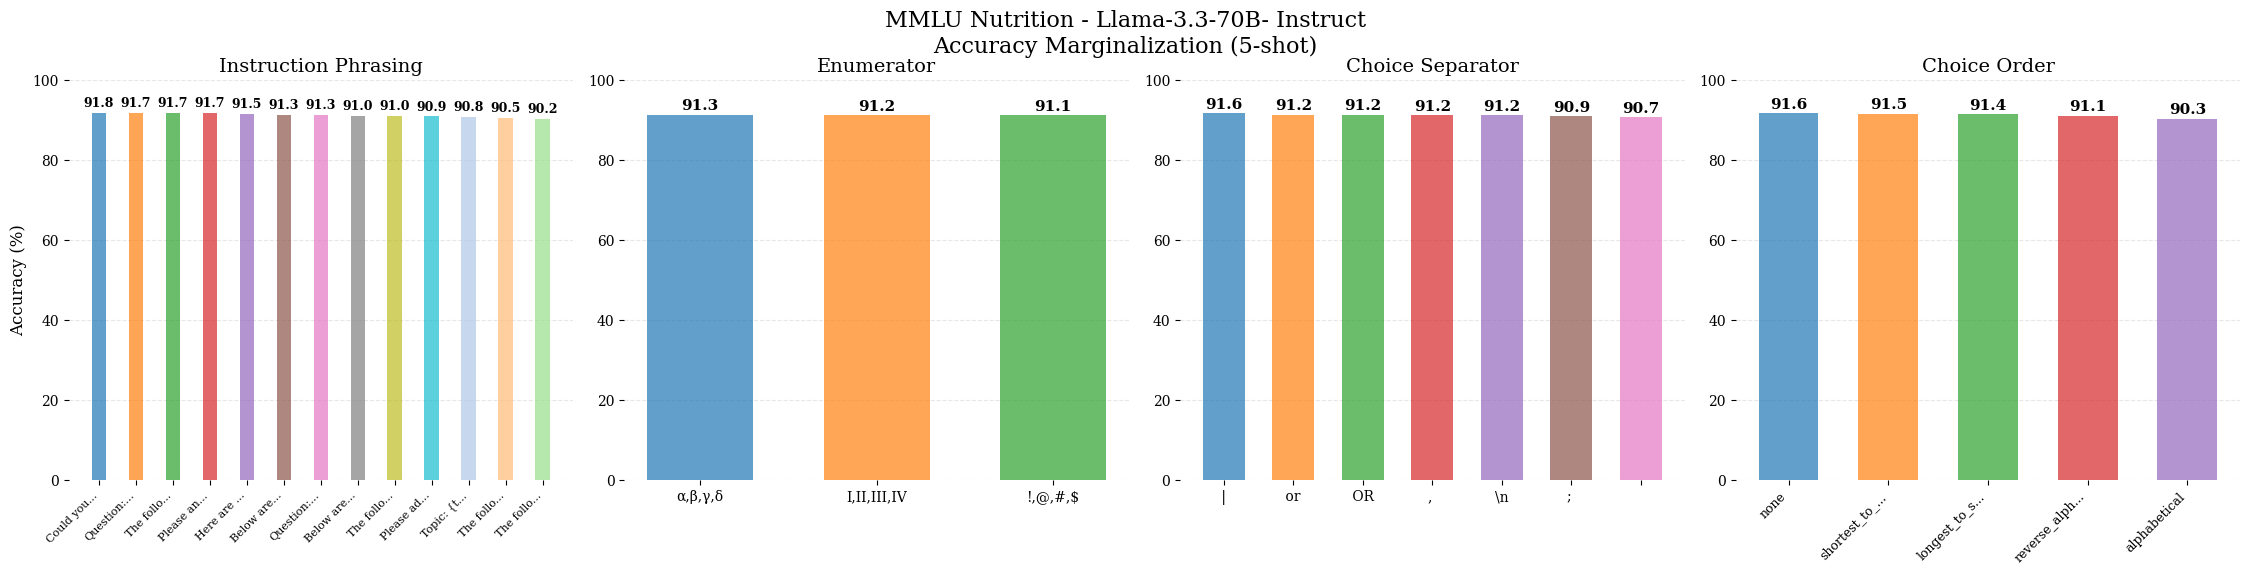 MMLU Nutrition - Llama-3.3-70B- Instruct
Accuracy Marginalization (5-shot)
Instruction Phrasing
Accuracy (%)
100
80
60
40
20
0
91.8 91.7 91.7 91.7 91.5 91.3 91.3 91.0 91.0 90.9 90.8 90.5 90.2
Could you...
Question:...
The follo...
Please an...
Here are ...
Below are...
Question:...
Below are...
The follo...
Please ad...
Topic: {t...
The follo...
The follo...
Enumerator
100
80
60
40
20
0
91.3 91.2 91.1
α,β,γ,δ I,II,III,IV !,@,#,$
Choice Separator
100
80
60
40
20
0
91.6 91.2 91.2 91.2 91.2 90.9 90.7
| or OR , \n ;
Choice Order
100
80
60
40
20
0
91.6 91.5 91.4 91.1 90.3
none
shortest_to_...
longest_to_s...
reverse_alph...
alphabetical